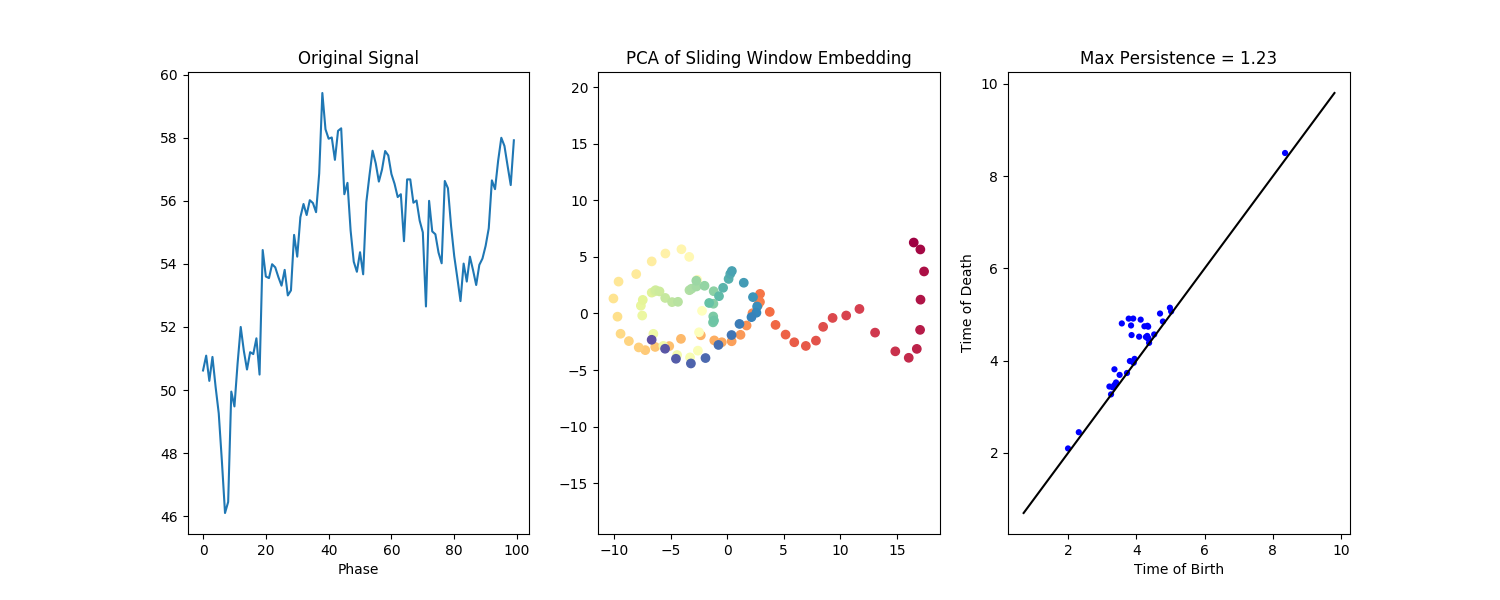 Original Signal
60
58
56
54
52
50
48
46
0 20 40 60 80 100
Phase
PCA of Sliding Window Embedding
20
15
10
5
0
−5
−10
−15
−10 −5 0 5 10 15
Max Persistence = 1.23
Time of Death
10
8
6
4
2
2 4 6 8 10
Time of Birth